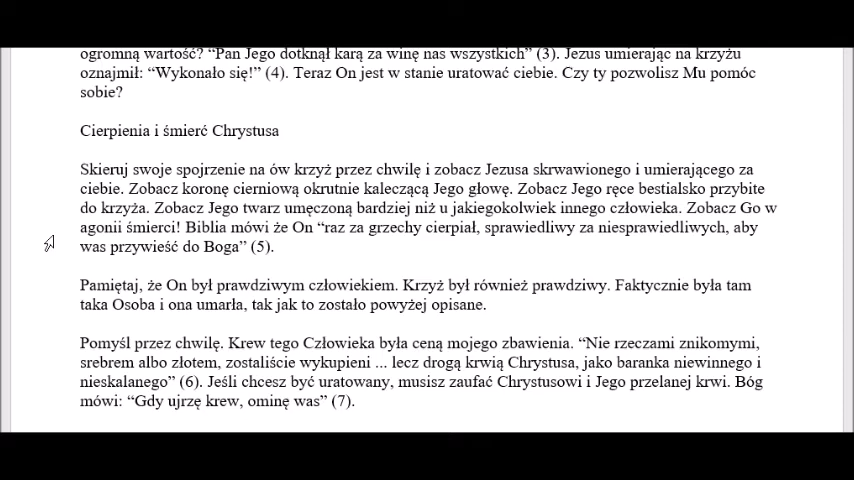 ogromną wartość? “Pan Jego dotknął karą za winę nas wszystkich” (3). Jezus umierając na krzyżu
oznajmił: “Wykonało się!” (4). Teraz On jest w stanie uratować ciebie. Czy ty pozwolisz Mu pomóc
sobie?
Cierpienia i śmierć Chrystusa
Skieruj swoje spojrzenie na ów krzyż przez chwilę i zobacz Jezusa skrwawionego i umierającego za
ciebie. Zobacz koronę cierniową okrutnie kaleczącą Jego głowę. Zobacz Jego ręce bestialsko przybite
do krzyża. Zobacz Jego twarz umęczoną bardziej niż u jakiegokolwiek innego człowieka. Zobacz Go w
agonii śmierci! Biblia mówi że On “raz za grzechy cierpiał, sprawiedliwy za niesprawiedliwych, aby
was przywieść do Boga” (5).
Pamiętaj, że On był prawdziwym człowiekiem. Krzyż był również prawdziwy. Faktycznie była tam
taka Osoba i ona umarła, tak jak to zostało powyżej opisane.
Pomyśl przez chwilę. Krew tego Człowieka była ceną mojego zbawienia. “Nie rzeczami znikomymi,
srebrem albo złotem, zostaliście wykupieni ... lecz drogą krwią Chrystusa, jako baranka niewinnego i
nieskalanego” (6). Jeśli chcesz być uratowany, musisz zaufać Chrystusowi i Jego przelanej krwi. Bóg
mówi: “Gdy ujrzę krew, ominę was” (7).